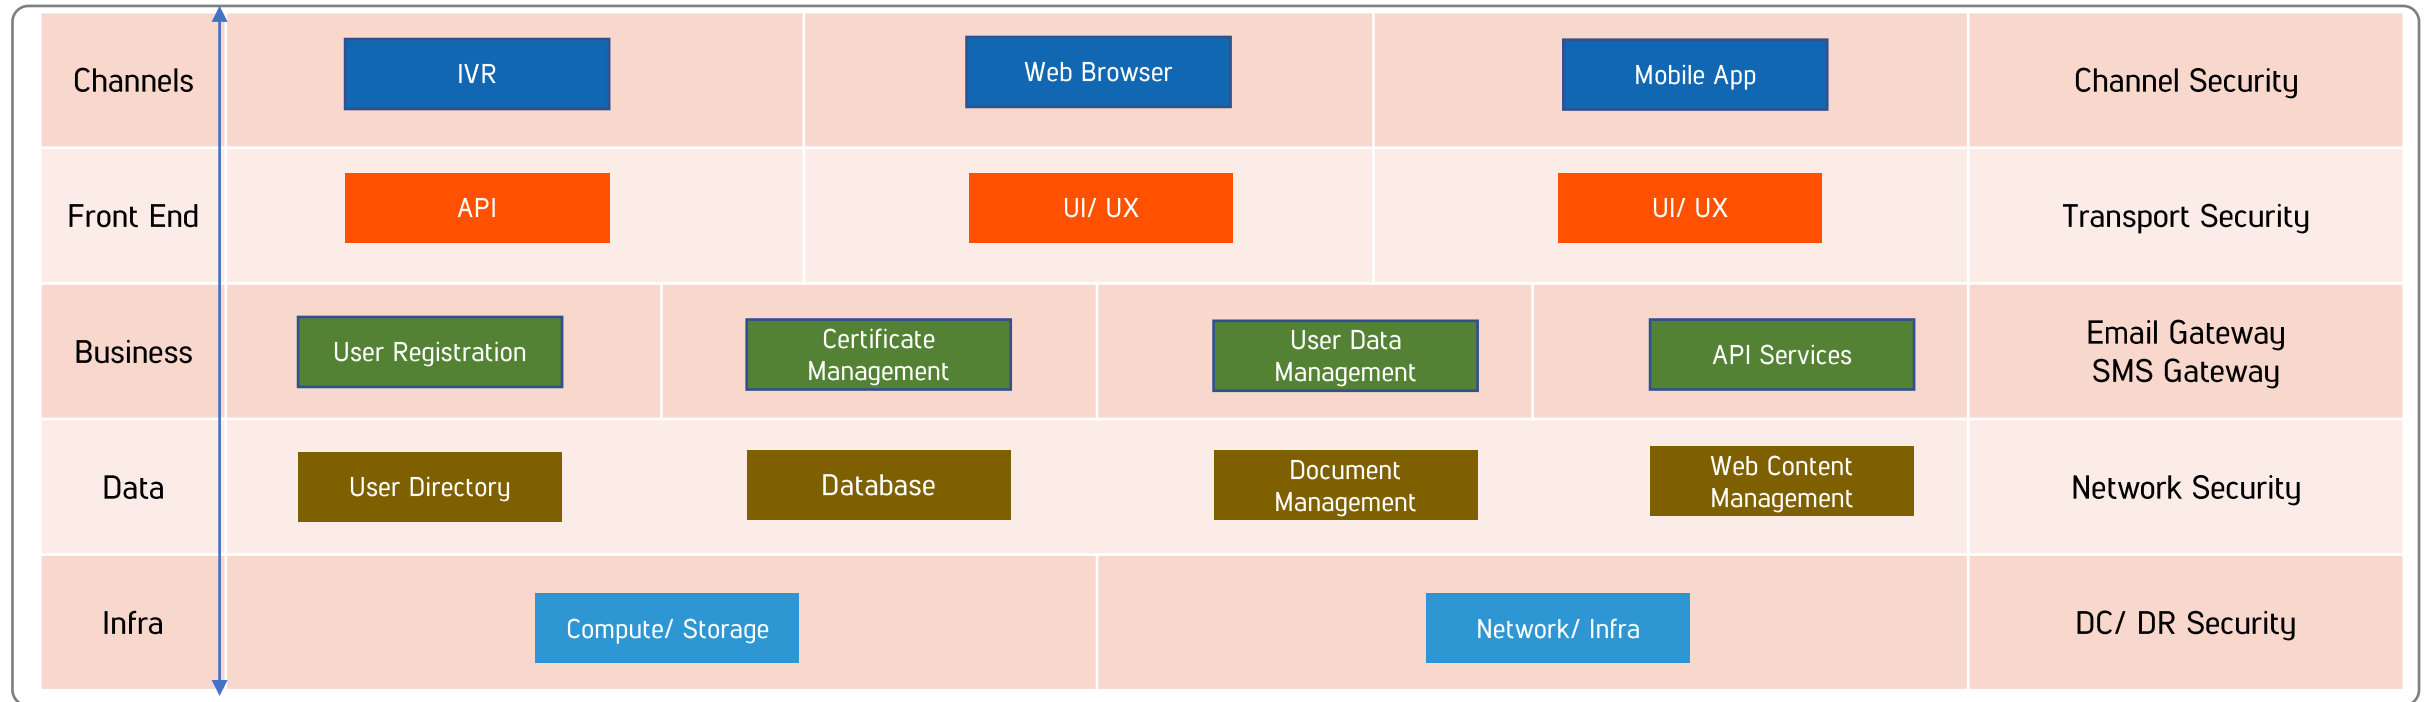 Channels
IVR
Web Browser
Mobile App
Channel Security
Front End
API
UI/ UX
UI/ UX
Transport Security
Business
User Registration
Certificate
Management
User Data
Management
API Services
Email Gateway
SMS Gateway
Data
User Directory
Database
Document
Management
Web Content
Management
Network Security
Infra
Compute/ Storage
Network/ Infra
DC/ DR Security